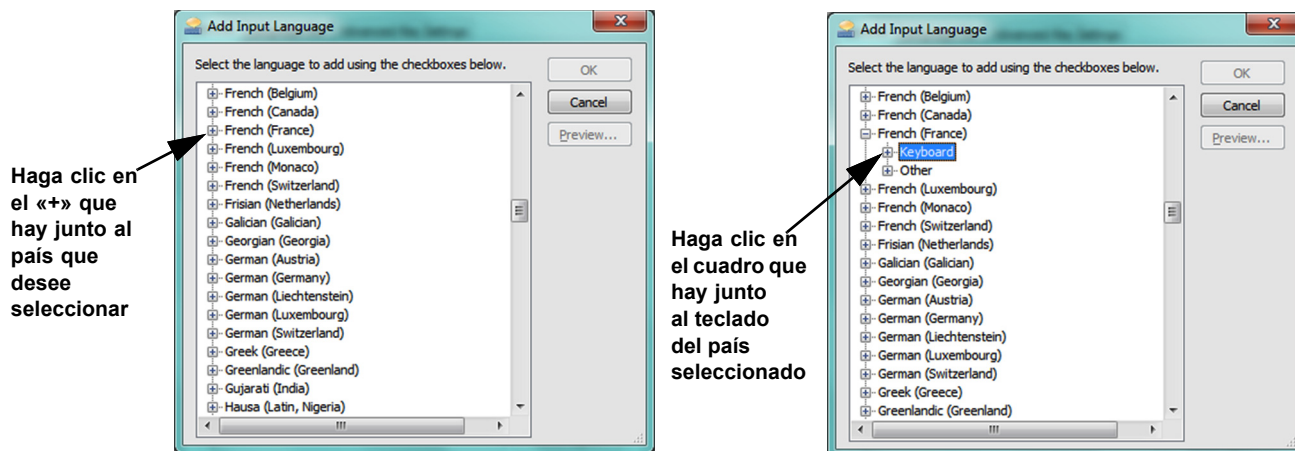 Haga clic en
el «+» que
hay junto al
país que
desee
seleccionar
Add Input Language
Select the language to add using the checkboxes below.
French (Belgium)
French (Canada)
French (France)
French (Luxembourg)
French (Monaco)
French (Switzerland)
Frisian (Netherlands)
Galician (Galician)
Georgian (Georgia)
German (Austria)
German (Germany)
German (Liechtenstein)
German (Luxembourg)
German (Switzerland)
Greek (Greece)
Greenlandic (Greenland)
Gujarati (India)
Hausa (Latin, Nigeria)
OK
Cancel
Preview...
Haga clic en
el cuadro que
hay junto
al teclado
del país
seleccionado
Add Input Language
Select the language to add using the checkboxes below.
French (Belgium)
French (Canada)
French (France)
Keyboard
Other
French (Luxembourg)
French (Monaco)
French (Switzerland)
Frisian (Netherlands)
Galician (Galician)
Georgian (Georgia)
German (Austria)
German (Germany)
German (Liechtenstein)
German (Luxembourg)
German (Switzerland)
Greek (Greece)
Greenlandic (Greenland)
OK
Cancel
Preview...